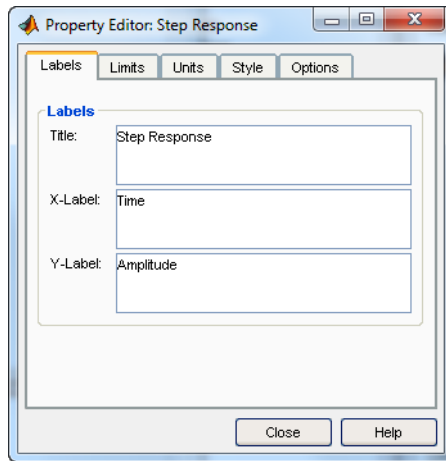 Property Editor: Step Response
Labels Limits Units Style Options
Labels
Title: Step Response
X-Label: Time
Y-Label: Amplitude
Close Help